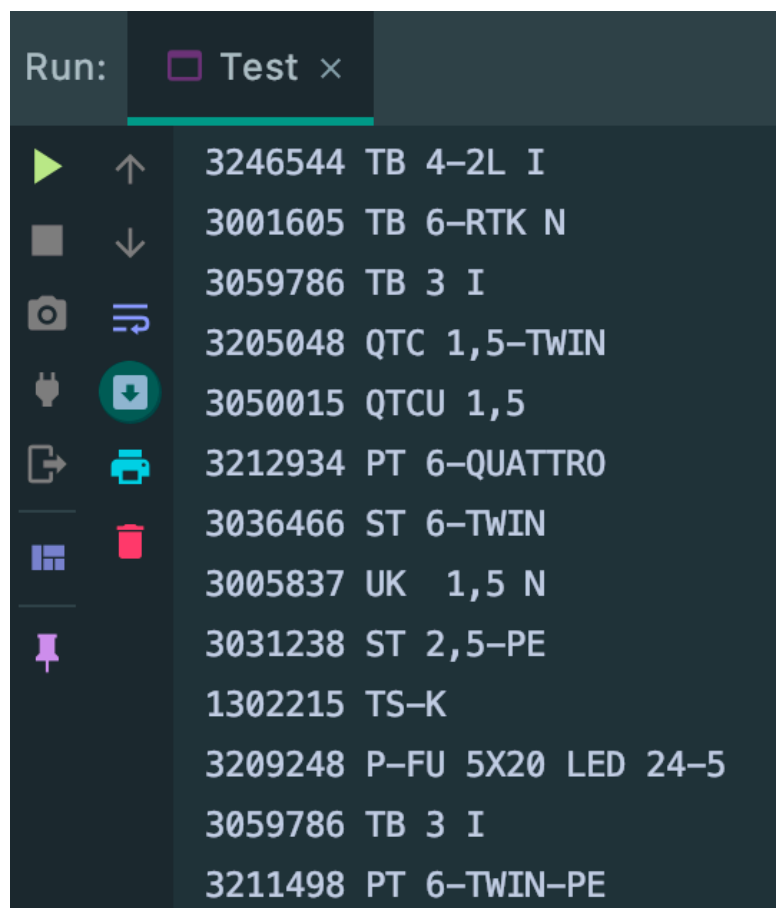 Run: Test ×
3246544 TB 4-2L I
3001605 TB 6-RTK N
3059786 TB 3 I
3205048 QTC 1,5-TWIN
3050015 QTCU 1,5
3212934 PT 6-QUATTRO
3036466 ST 6-TWIN
3005837 UK  1,5 N
3031238 ST 2,5-PE
1302215 TS-K
3209248 P-FU 5X20 LED 24-5
3059786 TB 3 I
3211498 PT 6-TWIN-PE